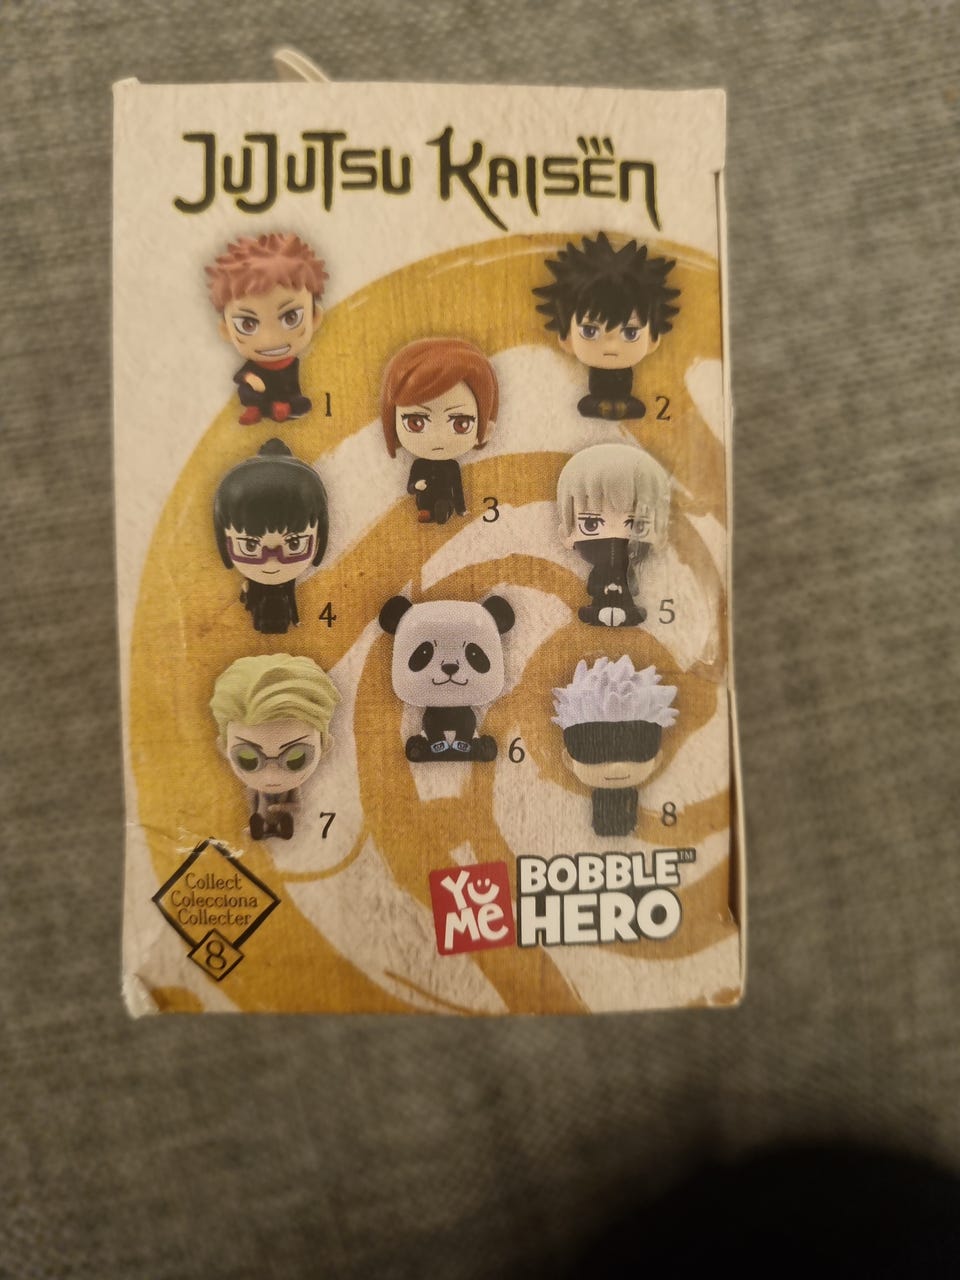 JUJUTSU KAISEN
1
2
3
4
5
6
7
8
Collect
Colecciona
Collecter
8
YuMe
BOBBLE™
HERO